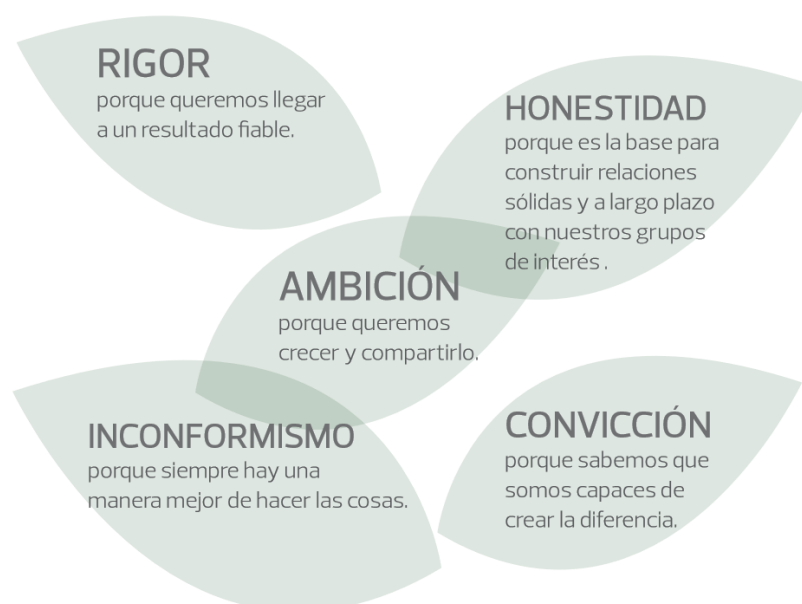 RIGOR
porque queremos llegar
a un resultado fiable.
HONESTIDAD
porque es la base para
construir relaciones
sólidas y a largo plazo
con nuestros grupos
de interés .
AMBICIÓN
porque queremos
crecer y compartirlo.
INCONFORMISMO
porque siempre hay una
manera mejor de hacer las cosas.
CONVICCIÓN
porque sabemos que
somos capaces de
crear la diferencia.